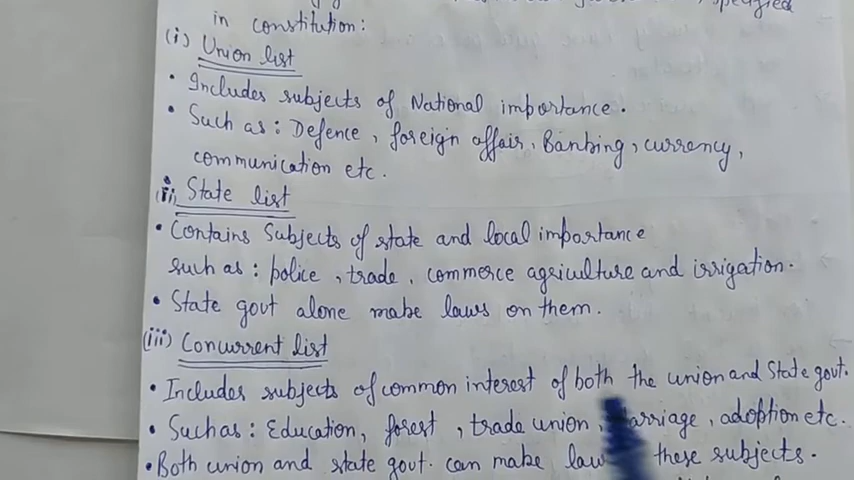 specified
in constitution:
(i) Union list
• Includes subjects of National importance.
• Such as: Defence, foreign affair, Banking, currency,
communication etc.
(ii) State list
• Contains Subjects of state and local importance
such as: police, trade, commerce agriculture and irrigation.
• State govt alone make laws on them.
(iii) Concurrent list
• Includes subjects of common interest of both the union and State govt.
• Such as: Education, forest, trade union, Marriage, adoption etc.
• Both union and state govt. can make laws these subjects.